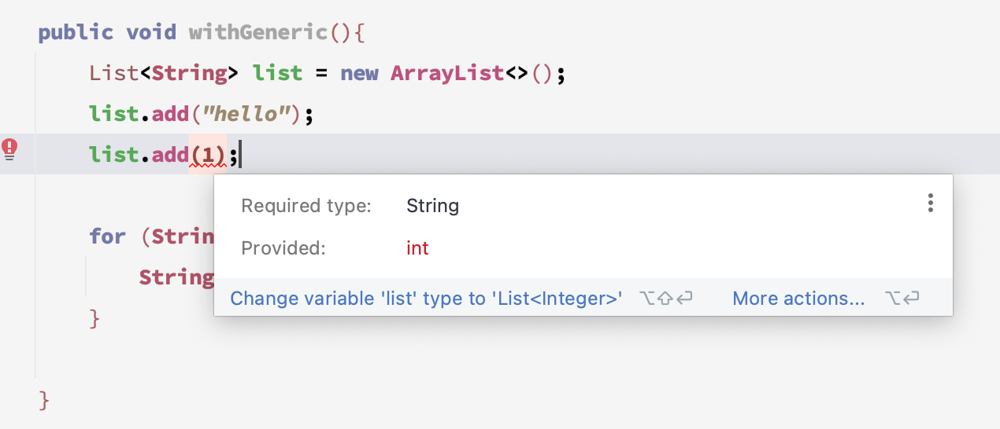 public void withGeneric(){
List<String> list = new ArrayList<>();
list.add("hello");
list.add(1);
Required type: String
for (Strin
Provided: int
String
Change variable 'list' type to 'List<Integer>' ⌥⇧⏎ More actions... ⌥⏎
}
}